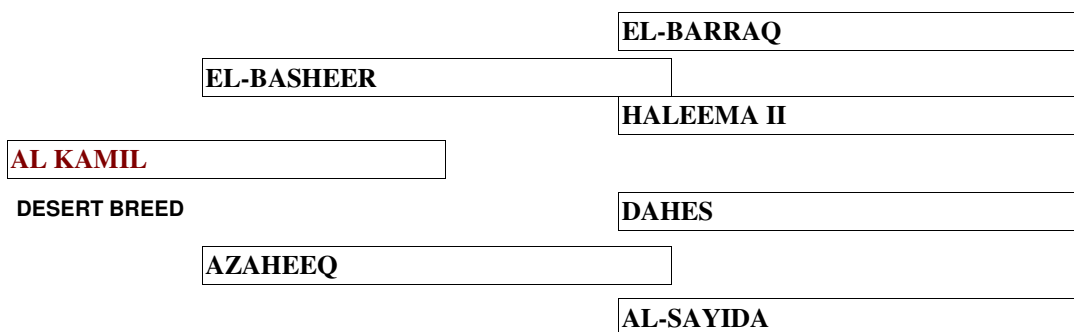 EL-BARRAQ
EL-BASHEER
HALEEMA II
AL KAMIL
DESERT BREED
DAHES
AZAHEEQ
AL-SAYIDA